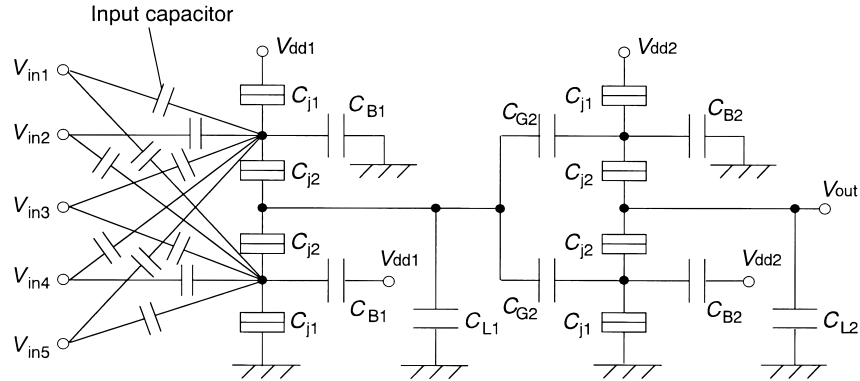 Input capacitor
Vdd1 Vdd2
Vin1 Cj1 CB1 CG2 Cj1 CB2
Vin2
Cj2 Cj2
Vin3 Vout
Cj2 Vdd1 Cj2 Vdd2
Vin4
CB1 CL1 CG2 CB2 CL2
Vin5 Cj1 Cj1